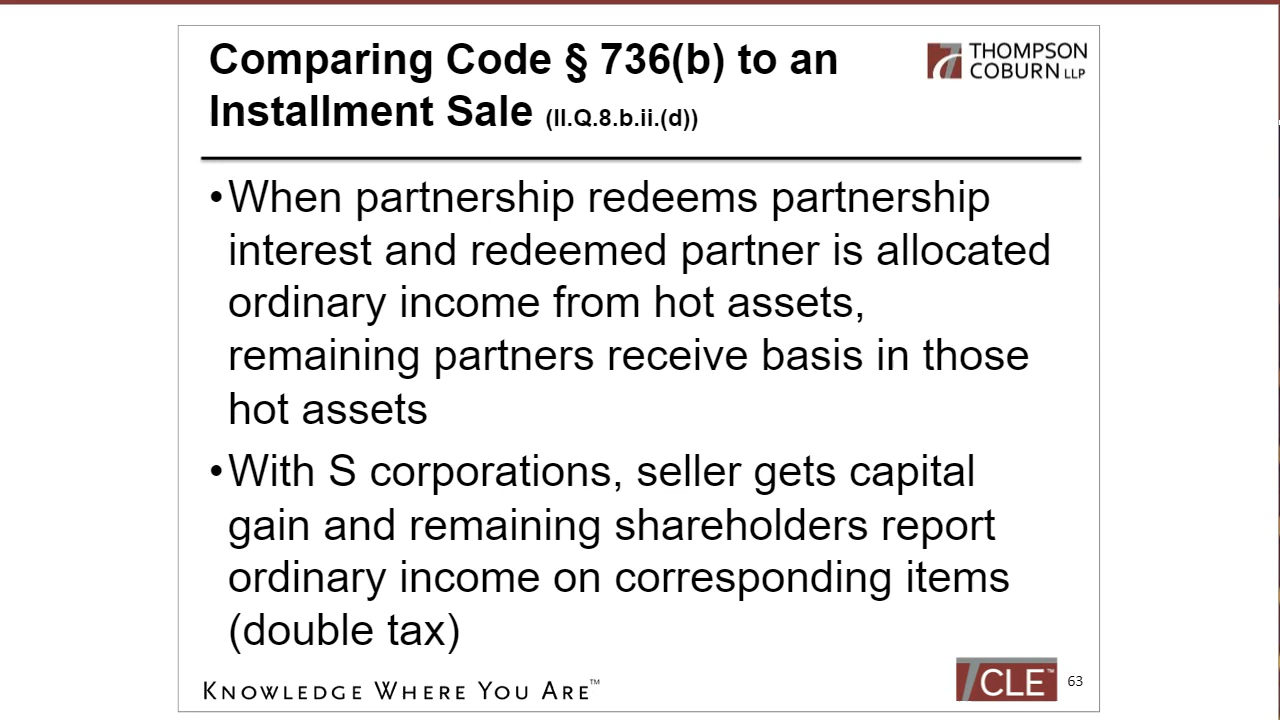 Comparing Code § 736(b) to an
Installment Sale (II.Q.8.b.ii.(d))
THOMPSON
COBURN LLP
•When partnership redeems partnership
interest and redeemed partner is allocated
ordinary income from hot assets,
remaining partners receive basis in those
hot assets
•With S corporations, seller gets capital
gain and remaining shareholders report
ordinary income on corresponding items
(double tax)
KNOWLEDGE WHERE YOU ARE™
CLE™
63